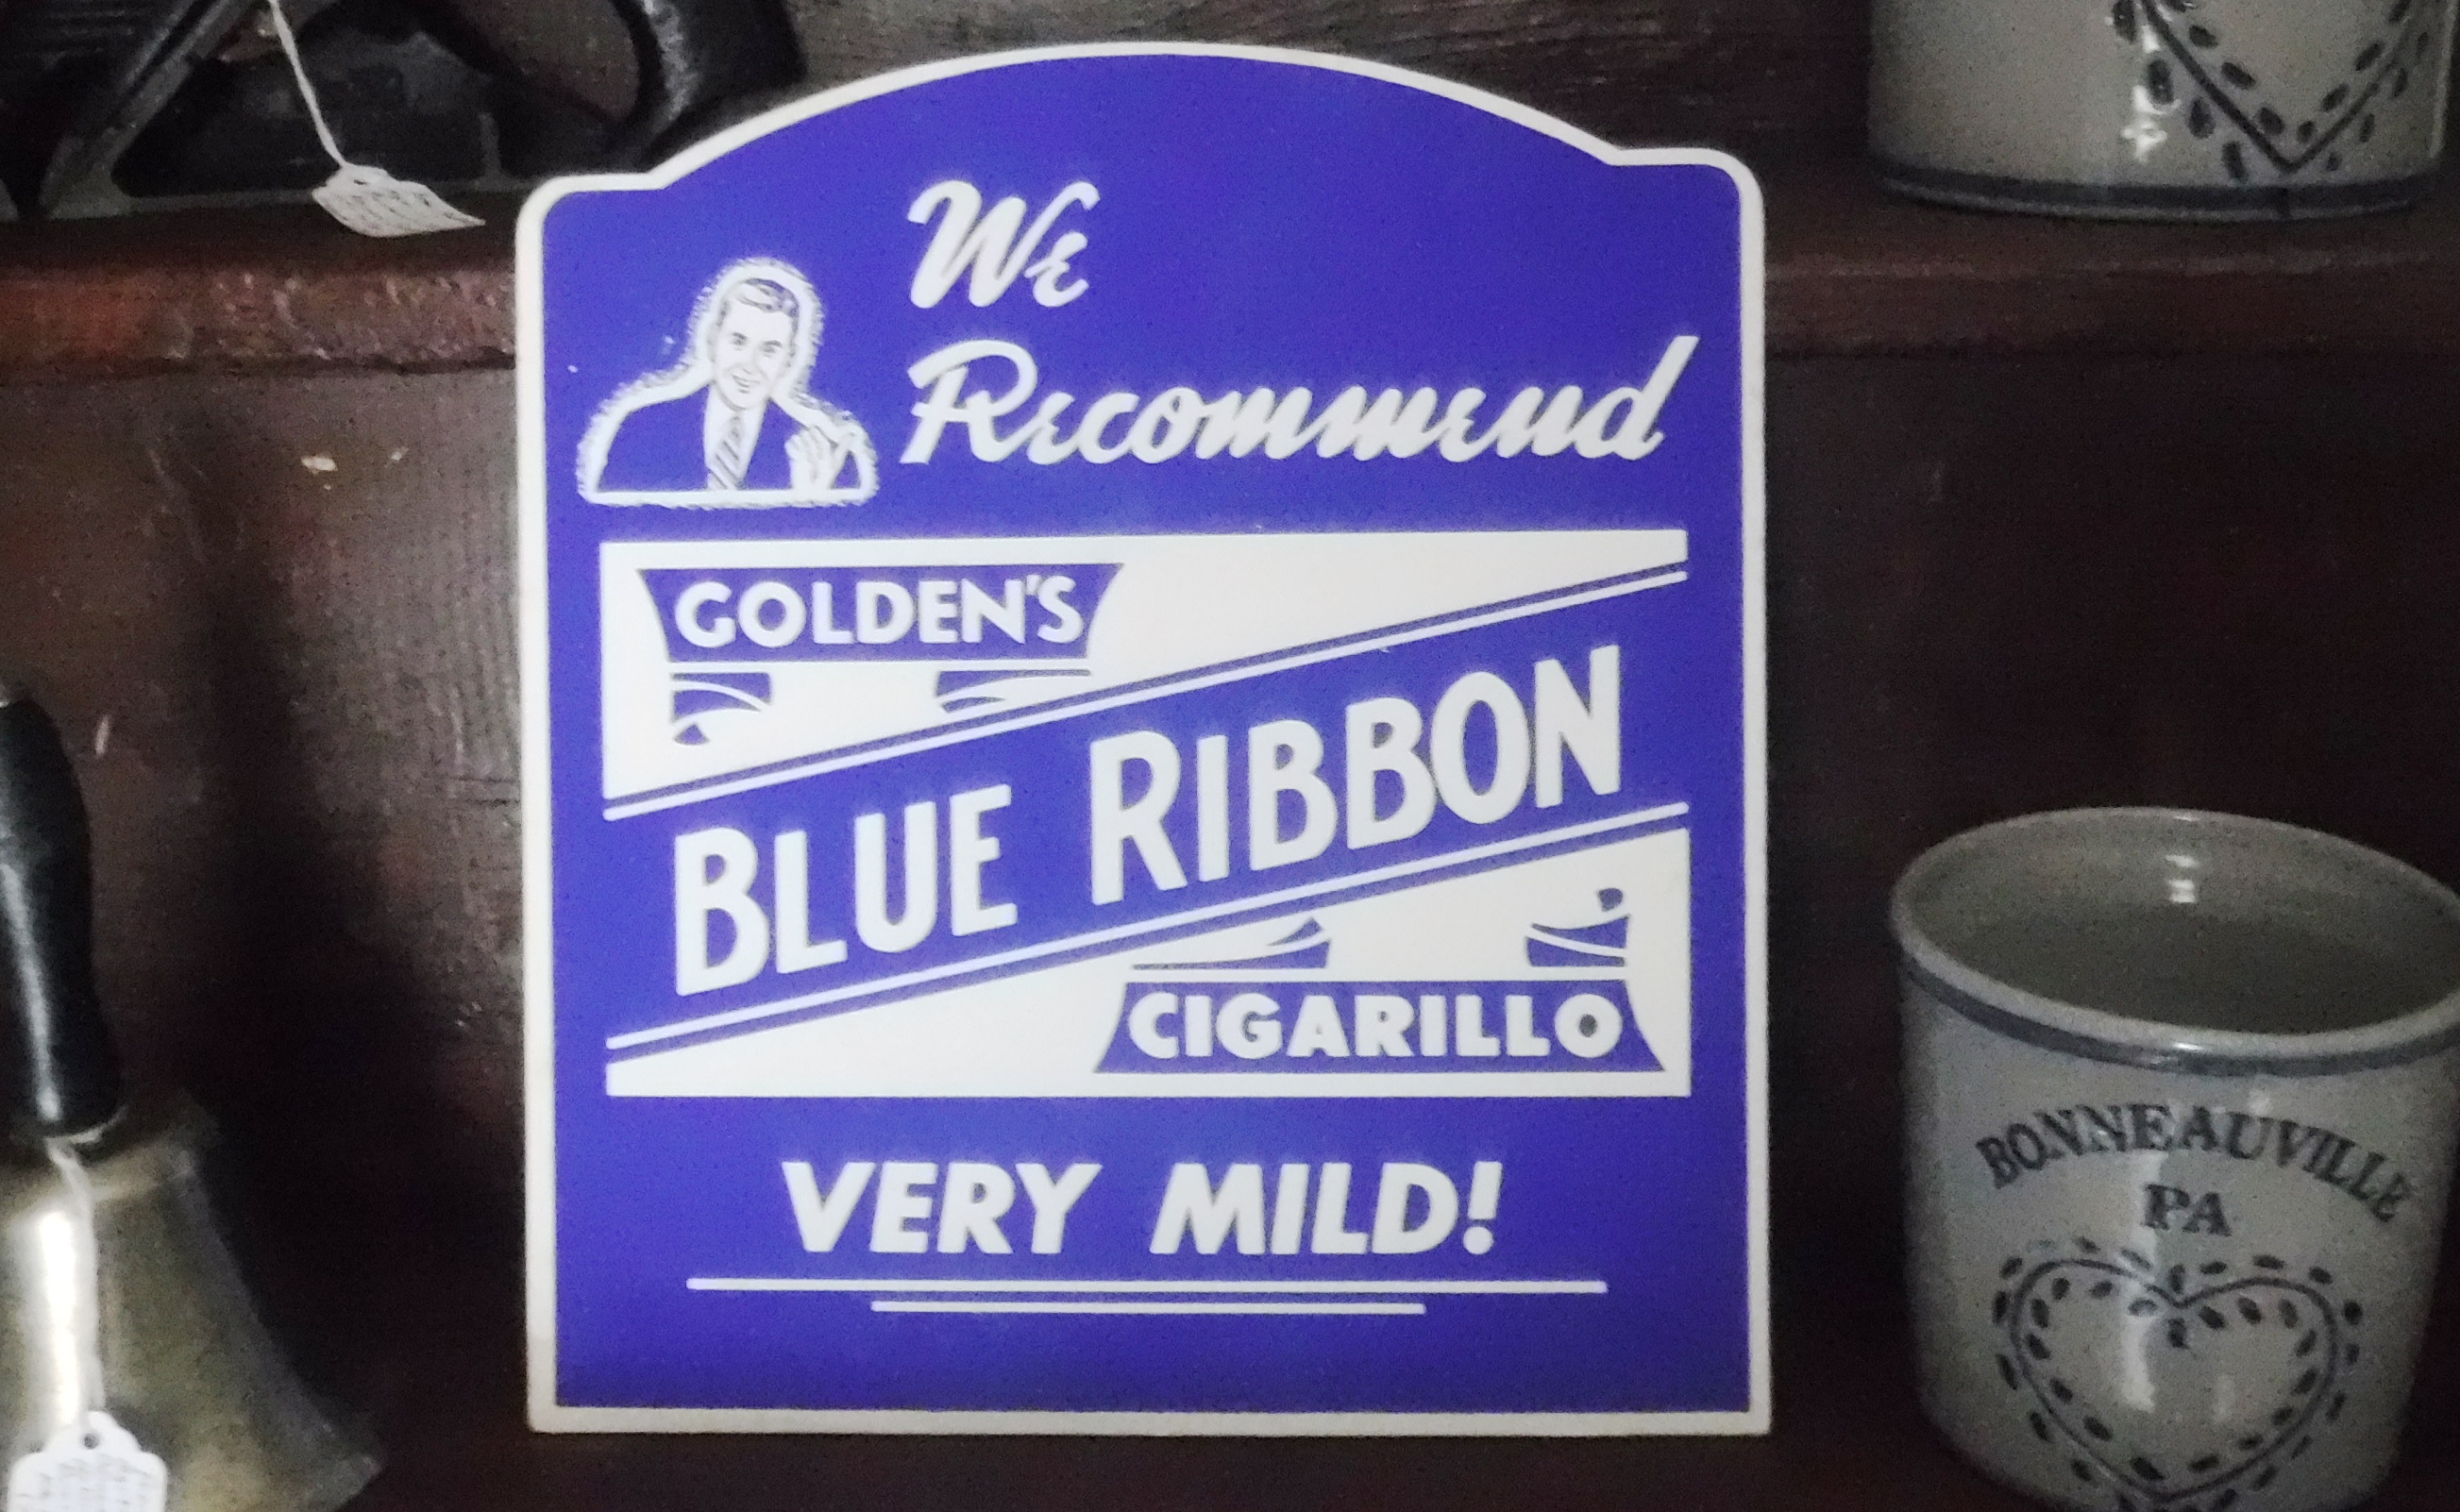 We
Recommend
GOLDEN'S
BLUE RIBBON
CIGARILLO
VERY MILD!
BONNEAUVILLE
PA